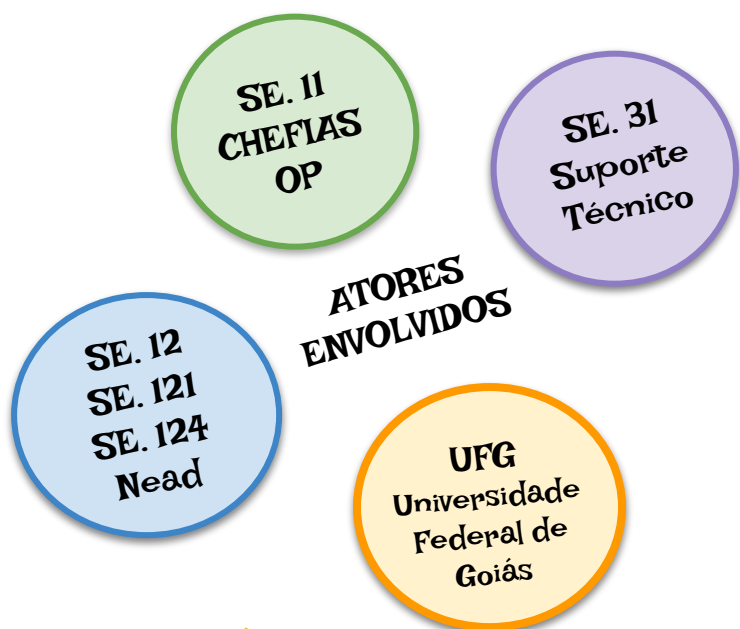 SE. 11
CHEFIAS
OP
SE. 31
Suporte
Técnico
ATORES
ENVOLVIDOS
SE. 12
SE. 121
SE. 124
Nead
UFG
Universidade
Federal de
Goiás